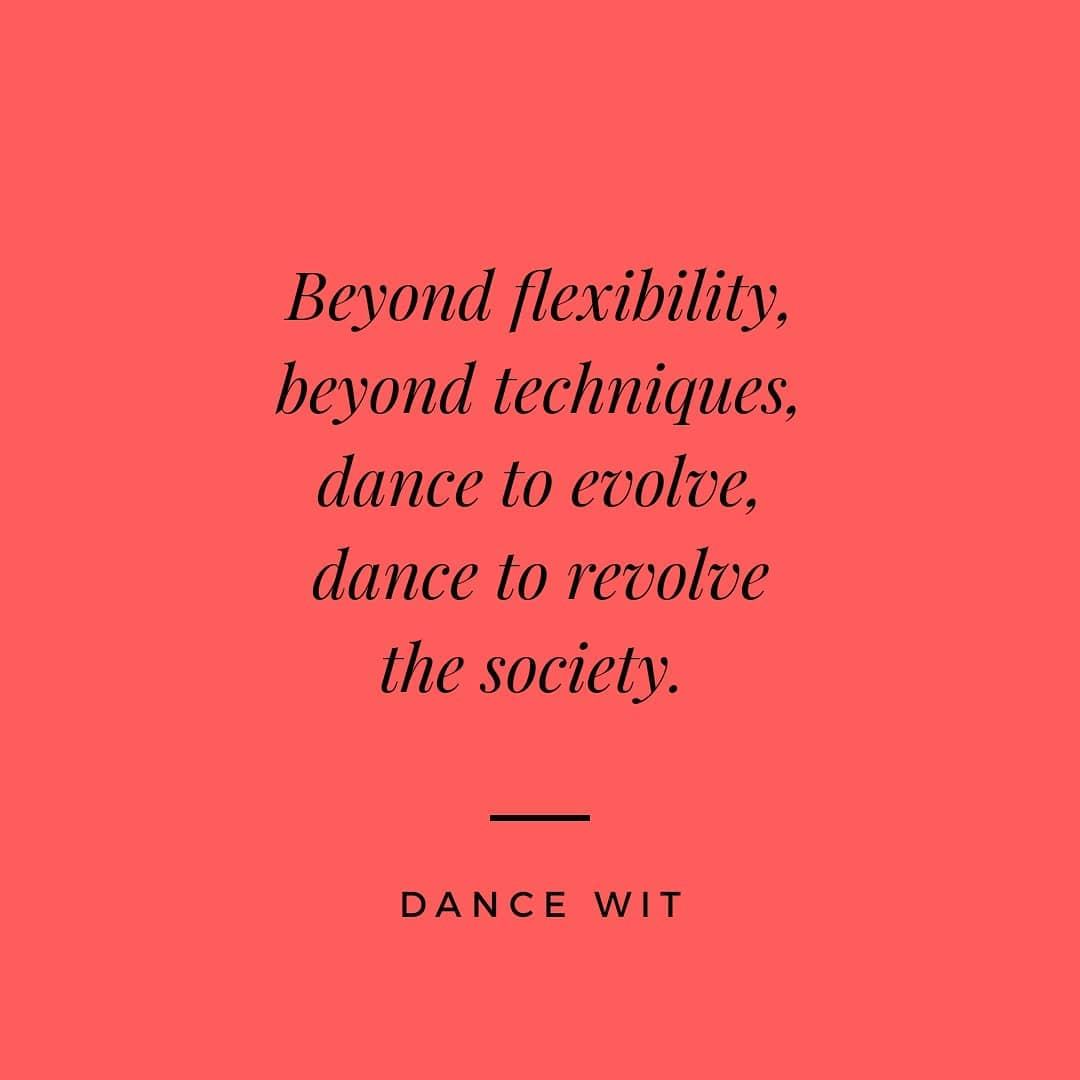 Beyond flexibility,
beyond techniques,
dance to evolve,
dance to revolve
the society.
DANCE WIT